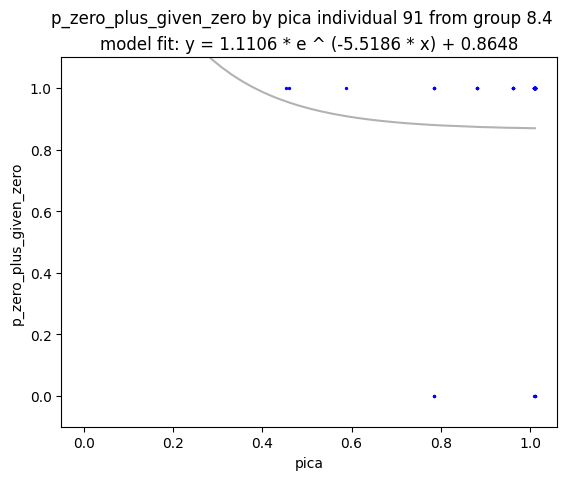 p_zero_plus_given_zero by pica individual 91 from group 8.4
model fit: y = 1.1106 * e ^ (-5.5186 * x) + 0.8648
1.0
0.8
0.6
0.4
0.2
0.0
p_zero_plus_given_zero
0.0 0.2 0.4 0.6 0.8 1.0
pica